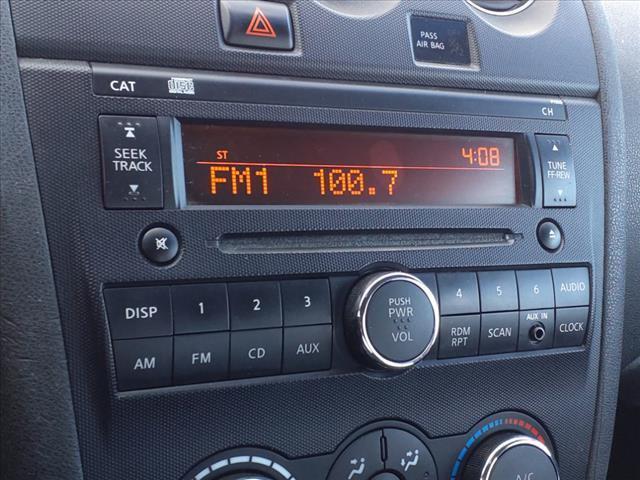 PASS
AIR BAG
CAT
CH
SEEK
TRACK
ST
4:08
FM1 100.7
TUNE
FF·REW
DISP
1
2
3
PUSH
PWR
VOL
4
5
6
AUDIO
AM
FM
CD
AUX
RDM
RPT
SCAN
AUX IN
CLOCK
A/C